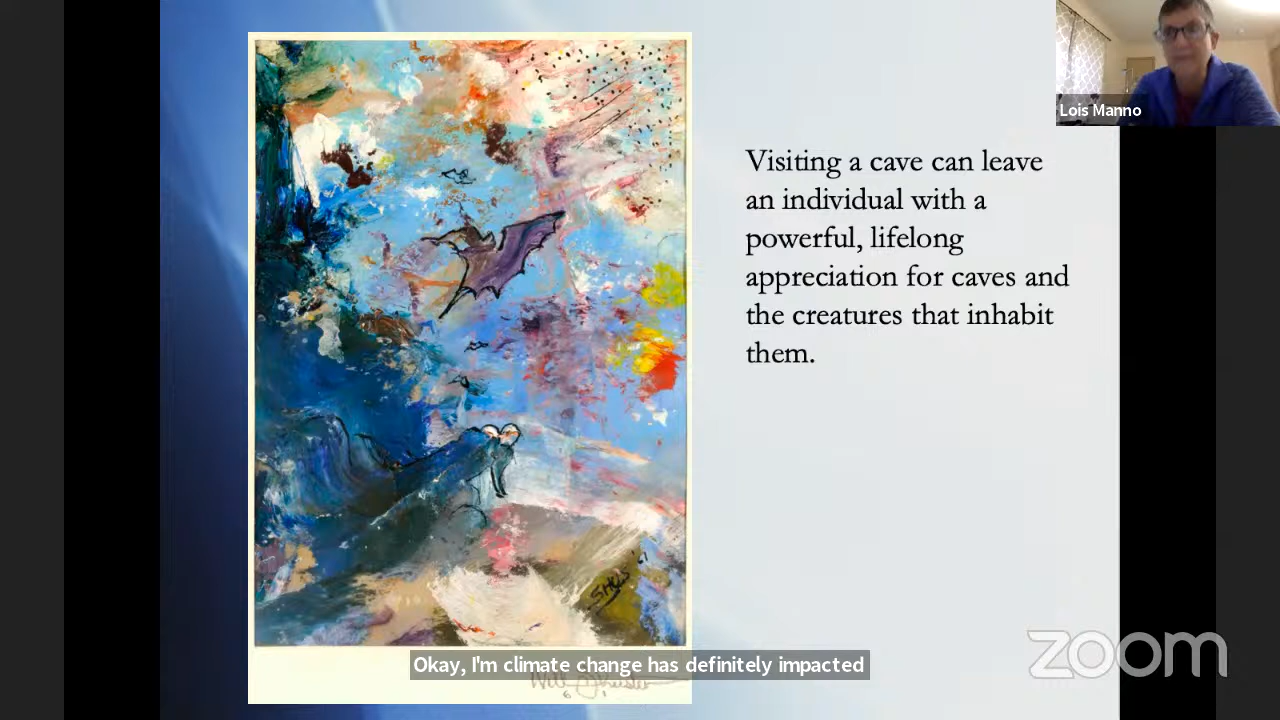 Lois Manno
Visiting a cave can leave
an individual with a
powerful, lifelong
appreciation for caves and
the creatures that inhabit
them.
Okay, I'm climate change has definitely impacted
zoom